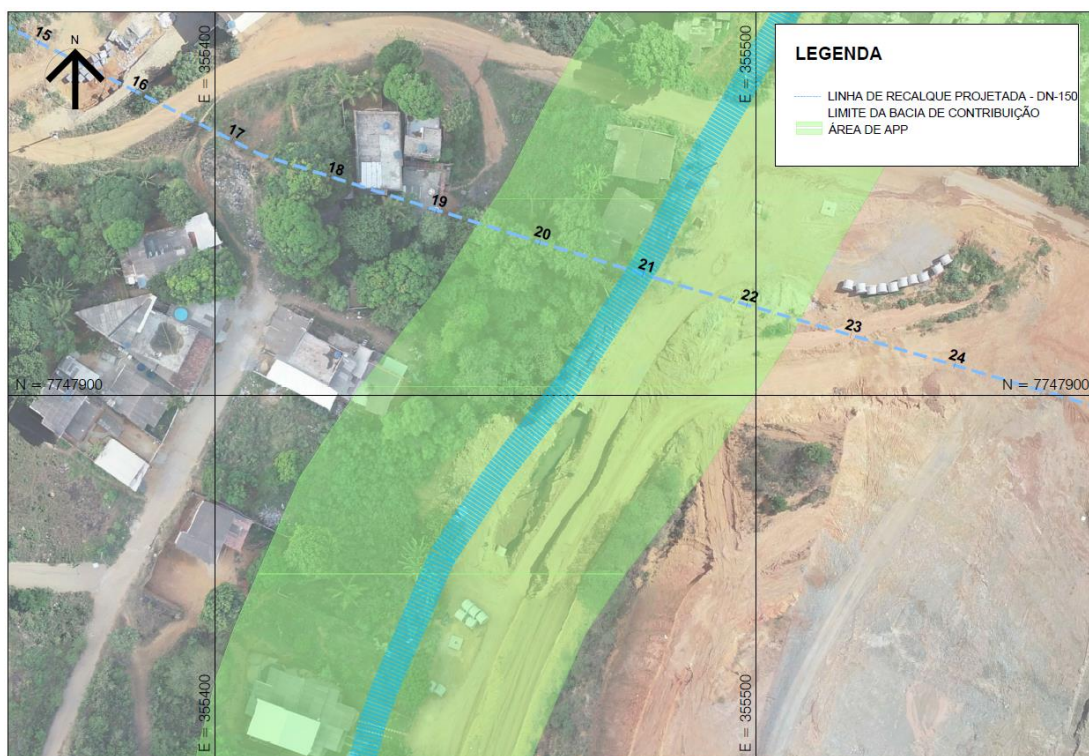 E = 355400
E = 355500
N
LEGENDA
LINHA DE RECALQUE PROJETADA - DN-150
LIMITE DA BACIA DE CONTRIBUIÇÃO
ÁREA DE APP
15
16
17
18
19
20
21
22
23
24
N = 7747900
N = 7747900
E = 355400
E = 355500